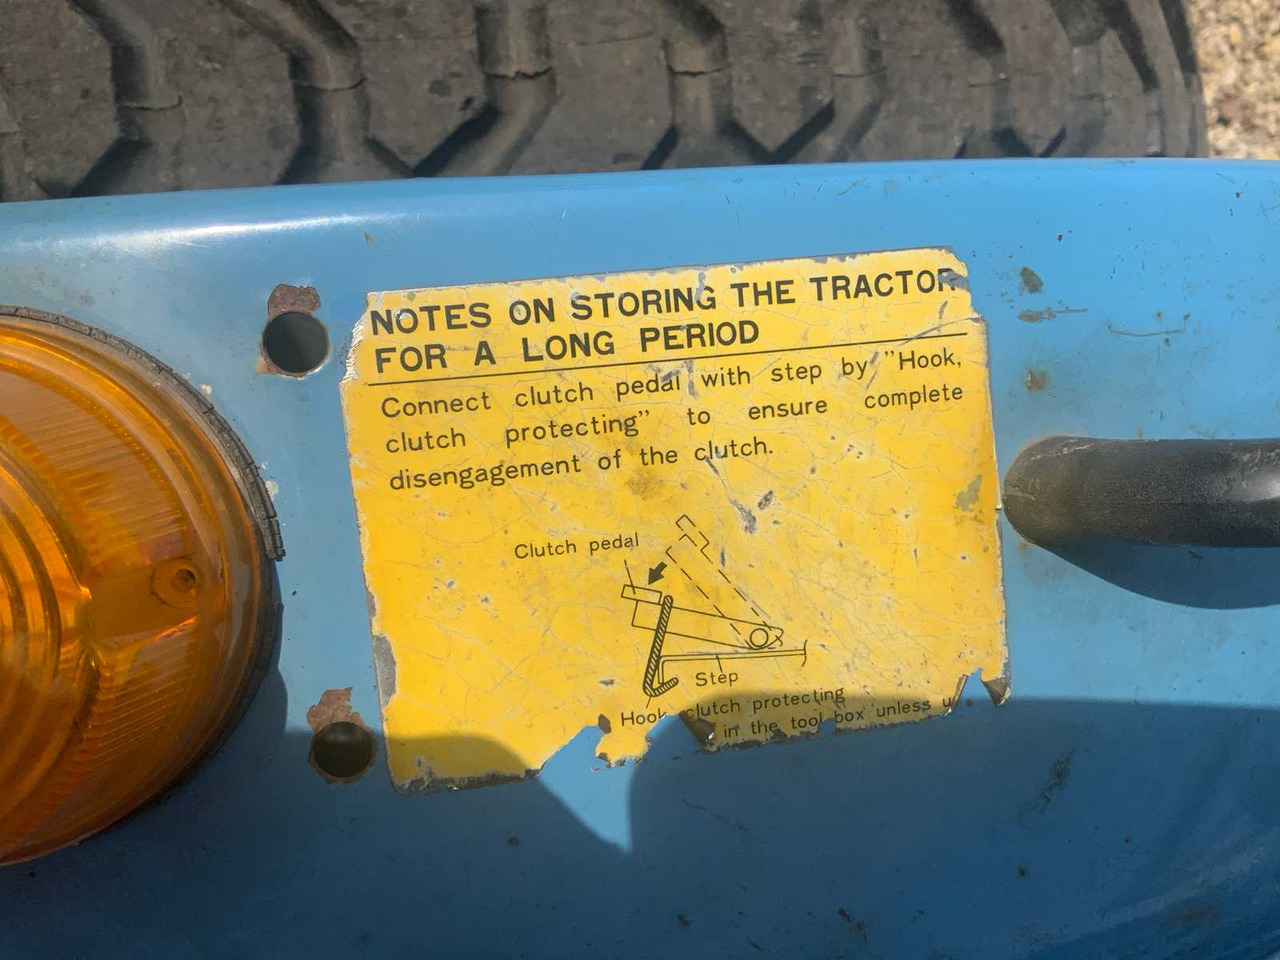 NOTES ON STORING THE TRACTOR
FOR A LONG PERIOD
Connect clutch pedal with step by "Hook,
clutch protecting" to ensure complete
disengagement of the clutch.
Clutch pedal
Step
Hook clutch protecting
in the tool box unless